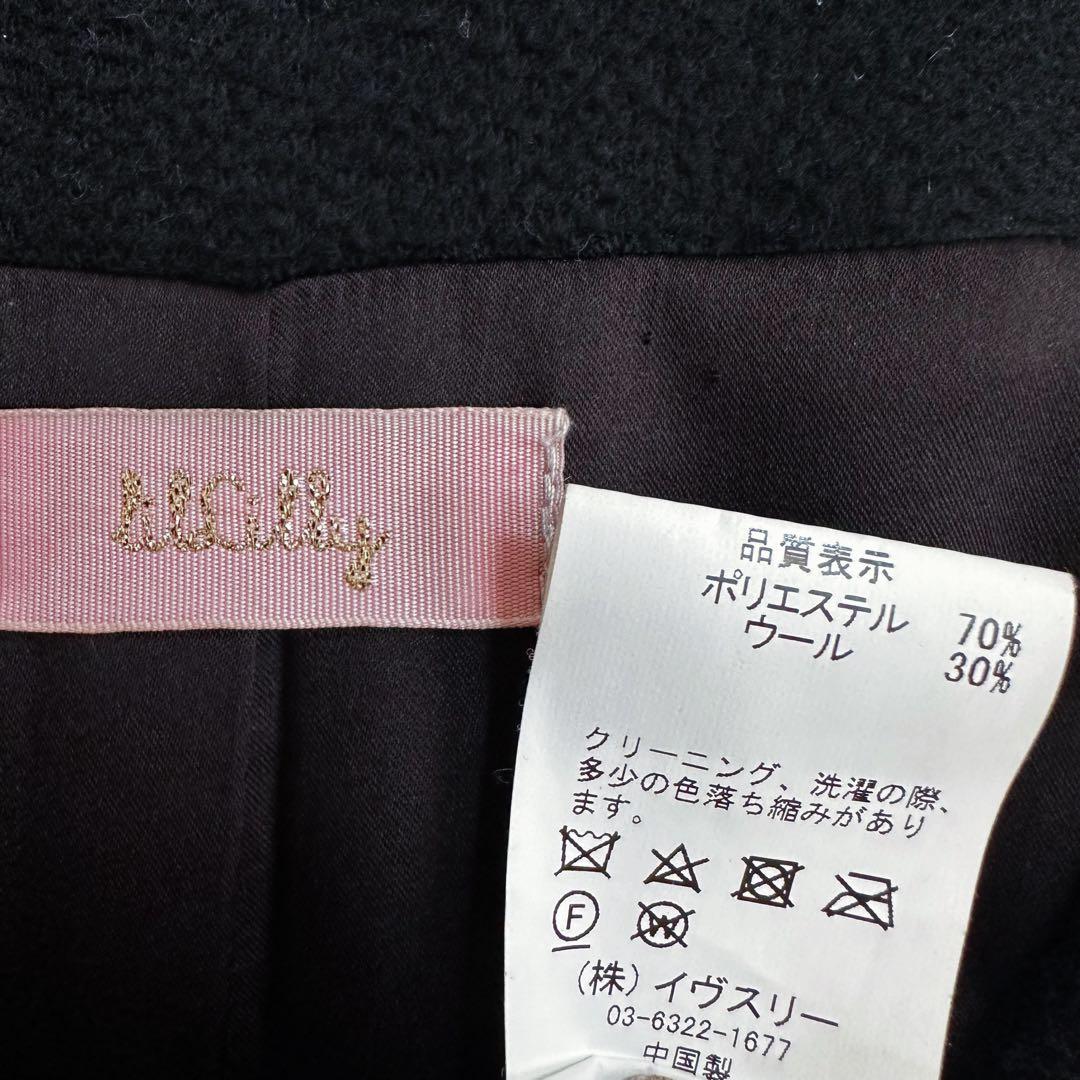 tiKilly
品質表示
ポリエステル 70%
ウール 30%
クリーニング、洗濯の際、
多少の色落ち縮みがあり
ます。
F
W
(株)イヴスリー
03-6322-1677
中国製